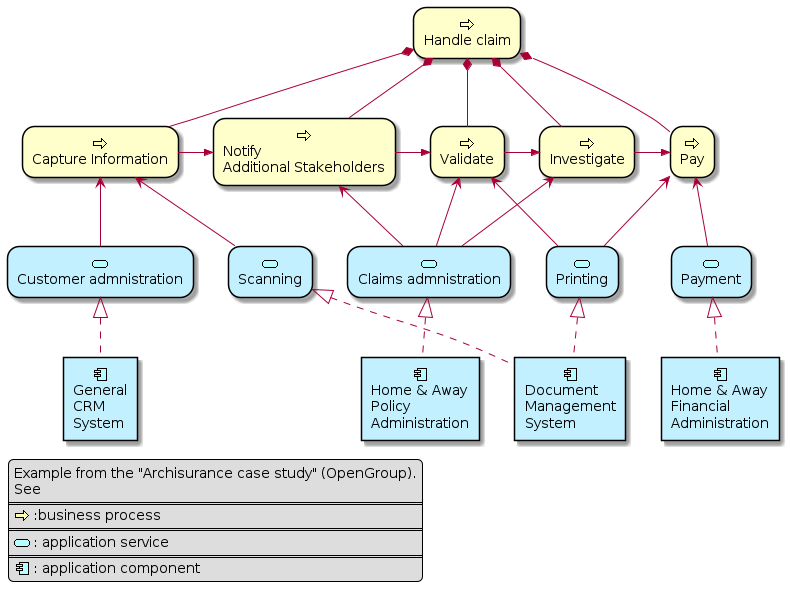 Handle claim
Capture Information
Notify
Additional Stakeholders
Validate
Investigate
Pay
Customer admnistration
Scanning
Claims admnistration
Printing
Payment
General
CRM
System
Home & Away
Policy
Administration
Document
Management
System
Home & Away
Financial
Administration
Example from the "Archisurance case study" (OpenGroup).
See
:business process
: application service
: application component